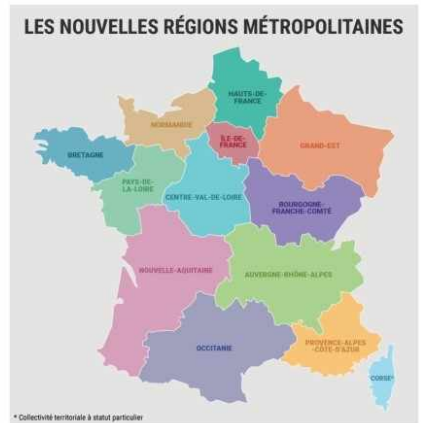 LES NOUVELLES RÉGIONS MÉTROPOLITAINES
HAUTS-DE-
FRANCE
NORMANDIE
ÎLE-DE-
FRANCE
GRAND-EST
BRETAGNE
PAYS-DE-
LA-LOIRE
CENTRE-VAL-DE-LOIRE
BOURGOGNE-
FRANCHE-COMTÉ
NOUVELLE-AQUITAINE
AUVERGNE-RHÔNE-ALPES
OCCITANIE
PROVENCE-ALPES
-CÔTE-D'AZUR
CORSE*
* Collectivité territoriale à statut particulier